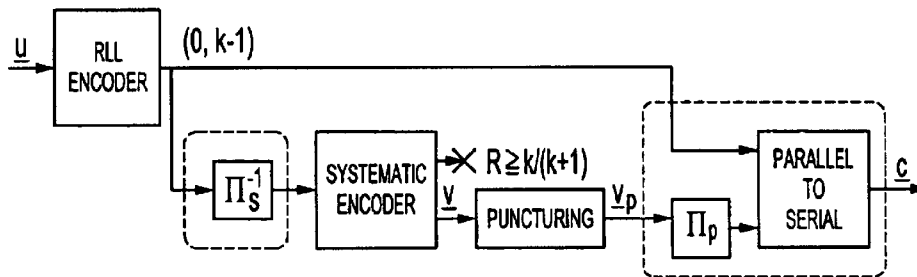 u
RLL
ENCODER
(0, k-1)
Π_S^{-1}
SYSTEMATIC
ENCODER
R ≧ k/(k+1)
v
PUNCTURING
v_p
Π_p
PARALLEL
TO
SERIAL
c